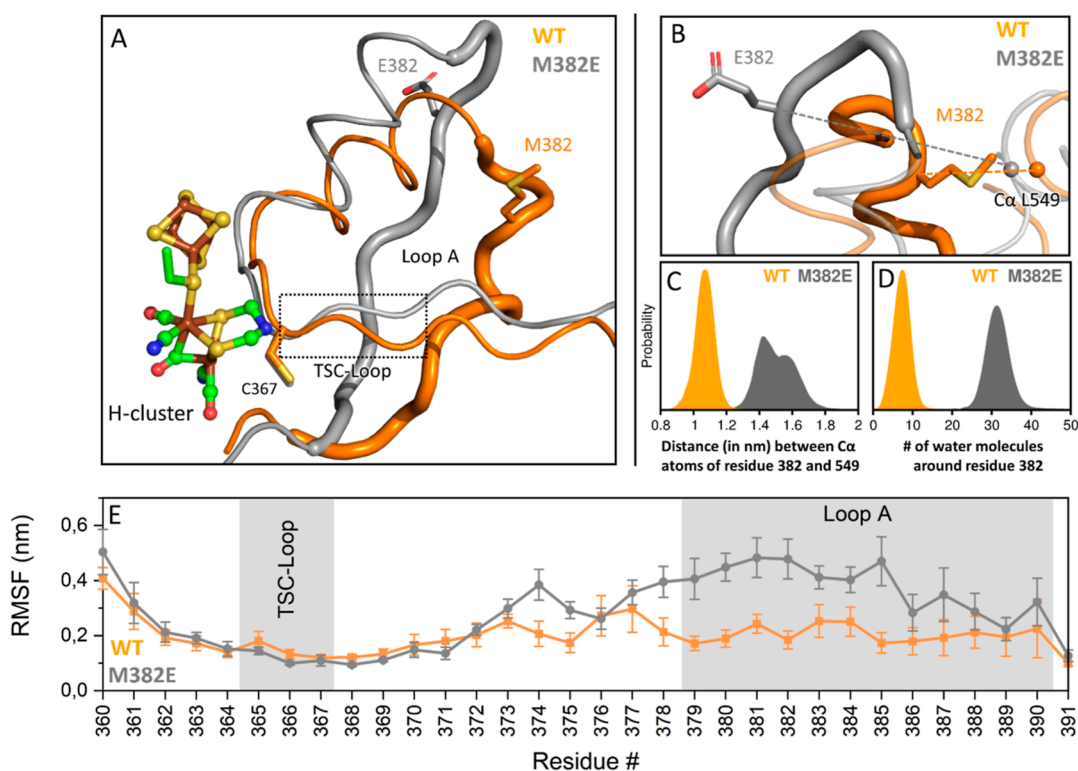 A
WT
M382E
E382
M382
Loop A
TSC-Loop
C367
H-cluster
B
WT
M382E
E382
M382
Cα L549
C
WT M382E
Probability
0.8 1 1.2 1.4 1.6 1.8 2
Distance (in nm) between Cα
atoms of residue 382 and 549
D
WT M382E
0 10 20 30 40 50
# of water molecules
around residue 382
E
RMSF (nm)
0,6
0,4
0,2
0,0
TSC-Loop
Loop A
WT
M382E
360 361 362 363 364 365 366 367 368 369 370 371 372 373 374 375 376 377 378 379 380 381 382 383 384 385 386 387 388 389 390 391
Residue #